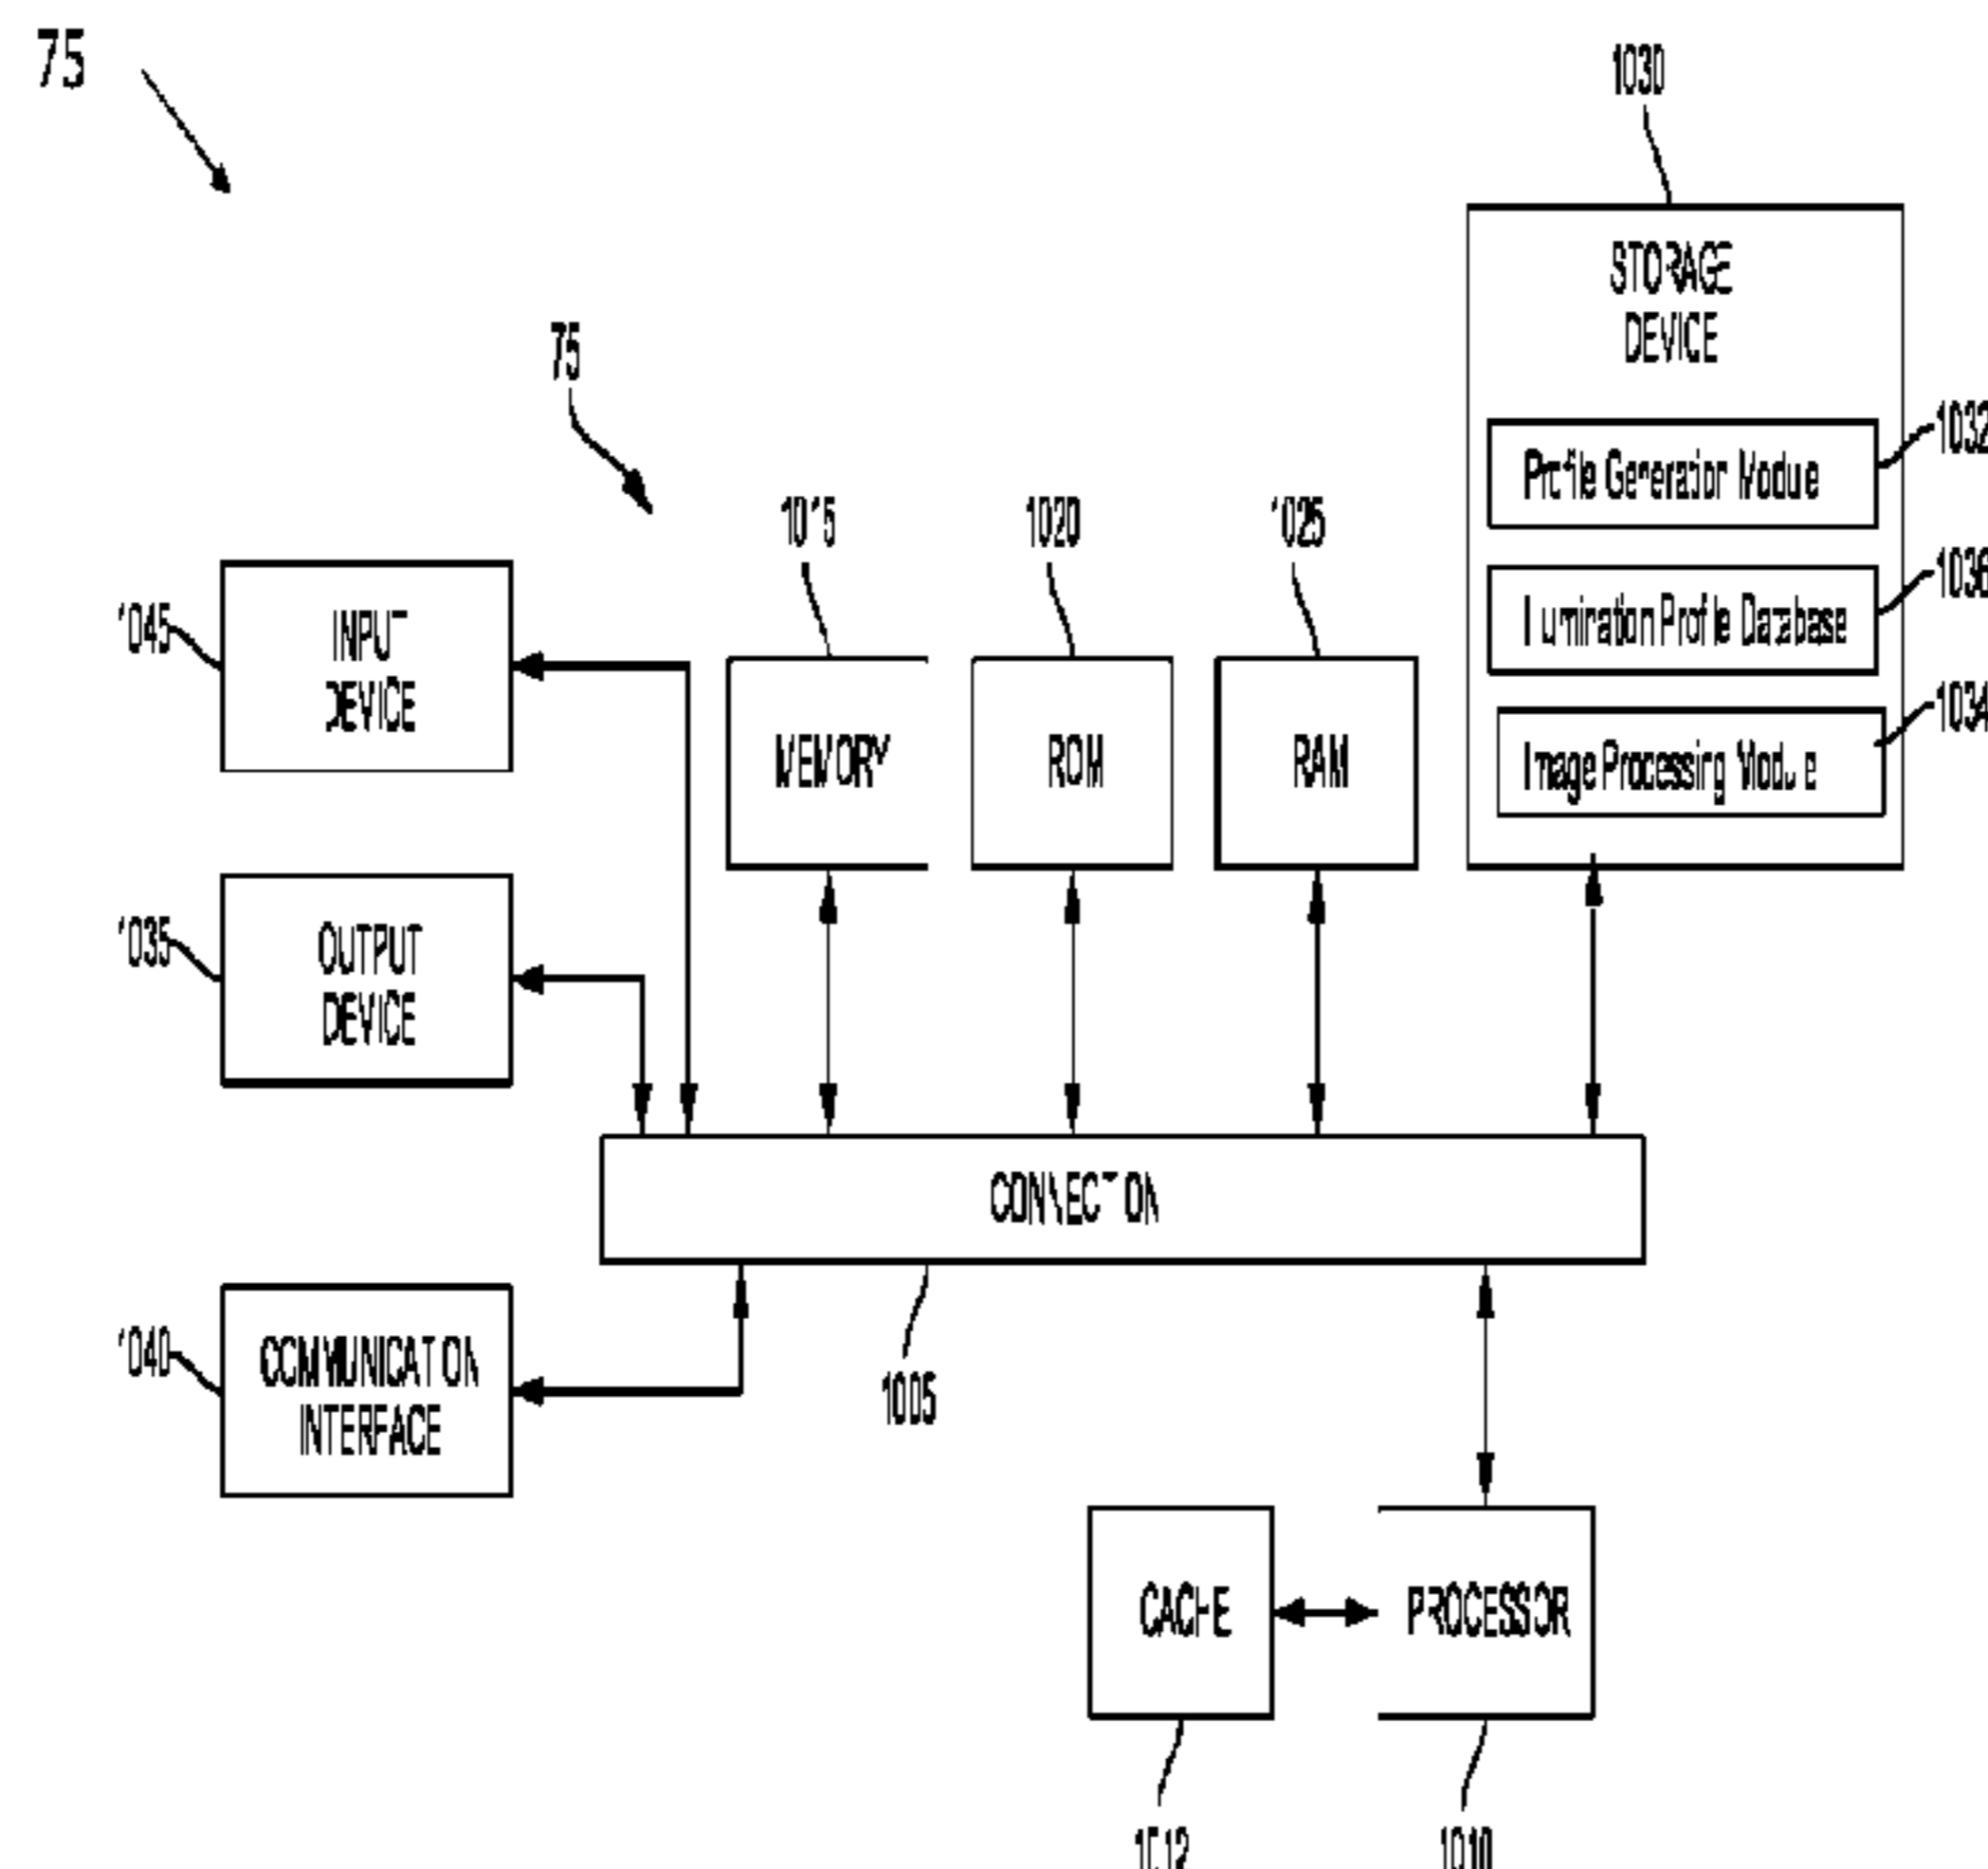 75
1030
STORAGE
DEVICE
75
1032
Profile Generation Module
1015
1020
1025
1036
Illumination Profile Database
1045
INPUT
DEVICE
1034
Image Processing Module
MEMORY
ROM
RAM
1035
OUTPUT
DEVICE
CONNECTION
1040
COMMUNICATION
INTERFACE
1005
CACHE
PROCESSOR
1012
1010